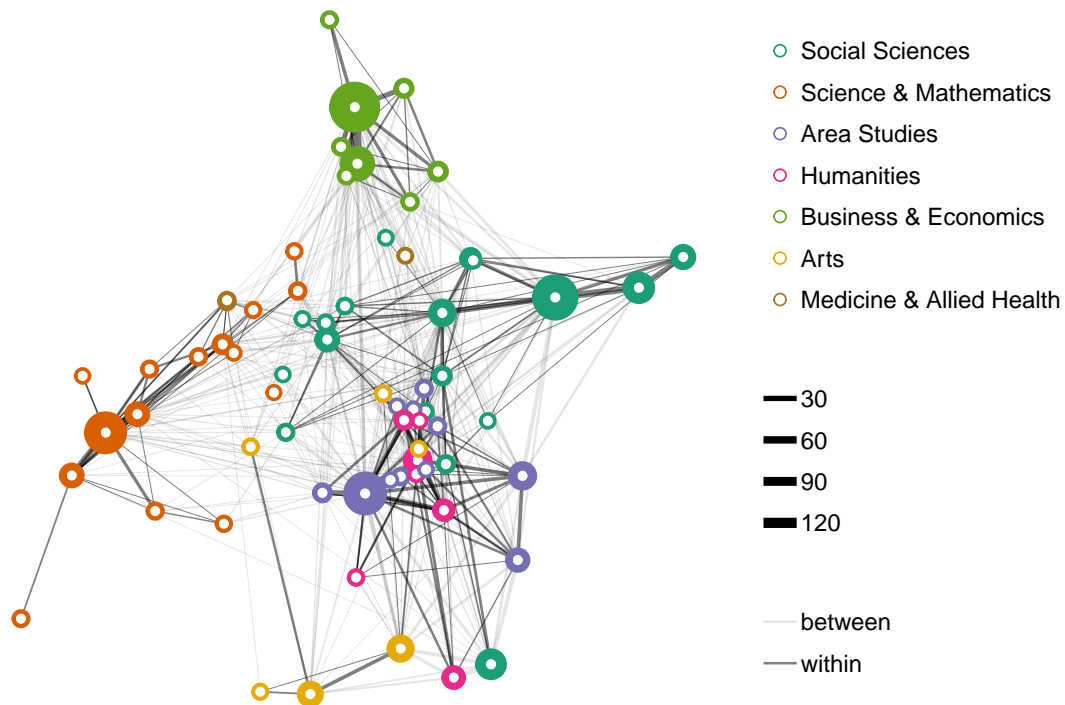 Social Sciences
Science & Mathematics
Area Studies
Humanities
Business & Economics
Arts
Medicine & Allied Health
30
60
90
120
between
within